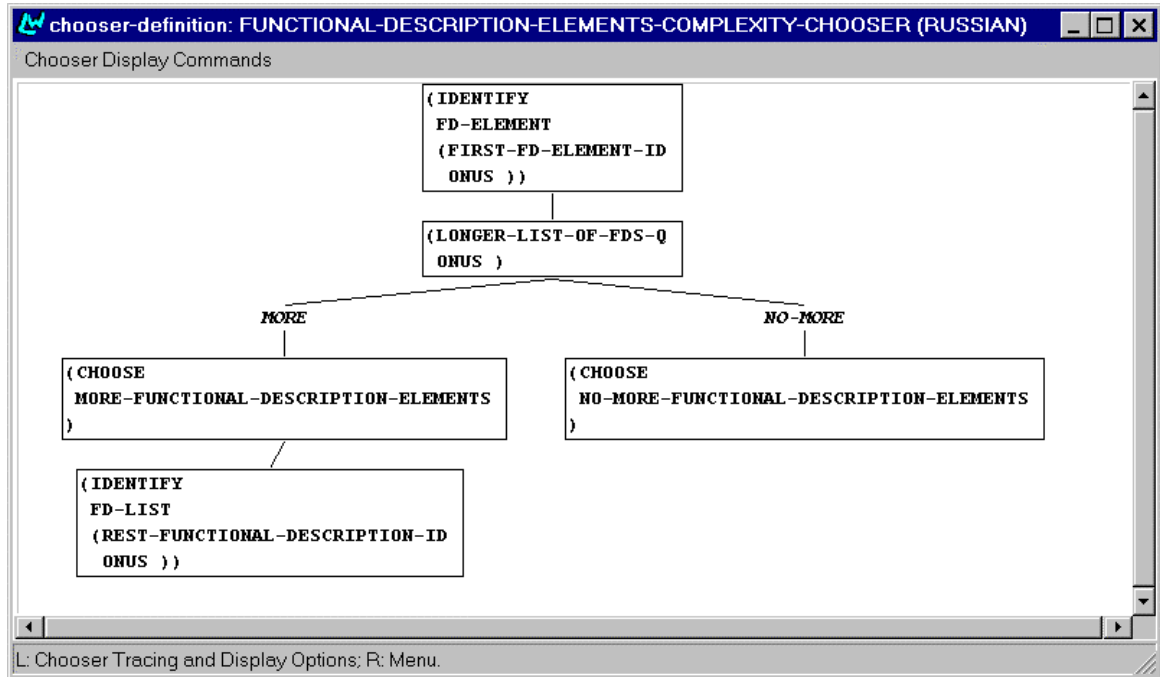 chooser-definition: FUNCTIONAL-DESCRIPTION-ELEMENTS-COMPLEXITY-CHOOSER (RUSSIAN)
Chooser Display Commands
(IDENTIFY
FD-ELEMENT
(FIRST-FD-ELEMENT-ID
ONUS ))
(LONGER-LIST-OF-FDS-Q
ONUS )
MORE
NO-MORE
(CHOOSE
MORE-FUNCTIONAL-DESCRIPTION-ELEMENTS
)
(CHOOSE
NO-MORE-FUNCTIONAL-DESCRIPTION-ELEMENTS
)
(IDENTIFY
FD-LIST
(REST-FUNCTIONAL-DESCRIPTION-ID
ONUS ))
L: Chooser Tracing and Display Options; R: Menu.